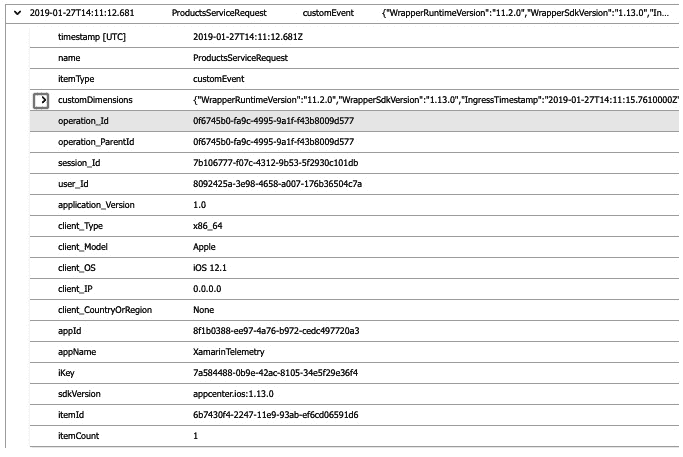 2019-01-27T14:11:12.681 ProductsServiceRequest customEvent {"WrapperRuntimeVersion":"11.2.0","WrapperSdkVersion":"1.13.0","In...
timestamp [UTC] 2019-01-27T14:11:12.681Z
name ProductsServiceRequest
itemType customEvent
customDimensions {"WrapperRuntimeVersion":"11.2.0","WrapperSdkVersion":"1.13.0","IngressTimestamp":"2019-01-27T14:11:15.7610000Z"
operation_Id 0f6745b0-fa9c-4995-9a1f-f43b8009d577
operation_ParentId 0f6745b0-fa9c-4995-9a1f-f43b8009d577
session_Id 7b106777-f07c-4312-9b53-5f2930c101db
user_Id 8092425a-3e98-4658-a007-176b36504c7a
application_Version 1.0
client_Type x86_64
client_Model Apple
client_OS iOS 12.1
client_IP 0.0.0.0
client_CountryOrRegion None
appId 8f1b0388-ee97-4a76-b972-cedc497720a3
appName XamarinTelemetry
iKey 7a584488-0b9e-42ac-8105-34e5f29e36f4
sdkVersion appcenter.ios:1.13.0
itemId 6b7430f4-2247-11e9-93ab-ef6cd06591d6
itemCount 1